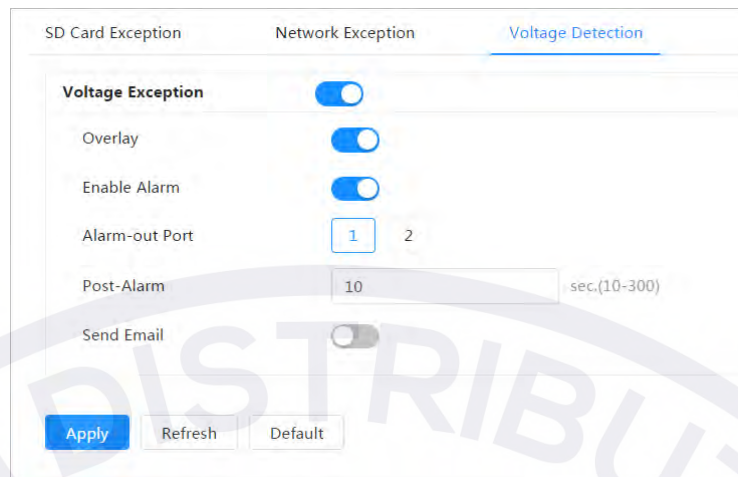 SD Card Exception Network Exception Voltage Detection
Voltage Exception
Overlay
Enable Alarm
Alarm-out Port 1 2
Post-Alarm 10 sec.(10-300)
Send Email
DISTRIBU
Apply Refresh Default